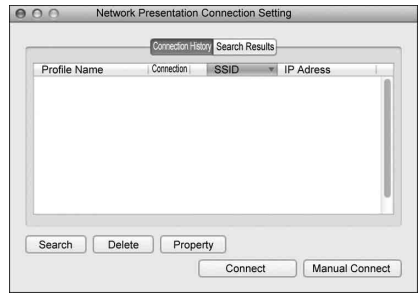 Network Presentation Connection Setting
Connection History Search Results
Profile Name Connection SSID IP Adress
Search Delete Property
Connect Manual Connect